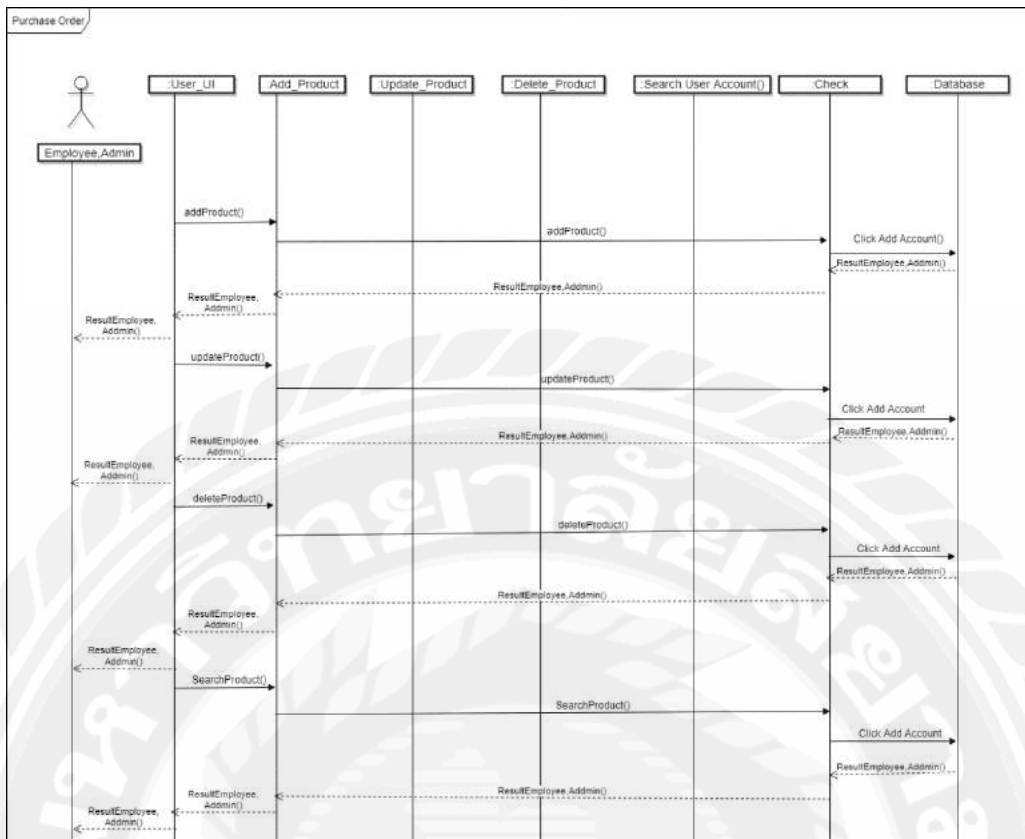 Purchase Order
:User_UI
:Add_Product
:Update_Product
:Delete_Product
:Search User Account()
:Check
:Database
Employee,Admin
addProduct()
addProduct()
Click Add Account()
ResultEmployee,Addmin()
ResultEmployee,Addmin()
ResultEmployee,
Addmin()
ResultEmployee,
Addmin()
updateProduct()
updateProduct()
Click Add Account
ResultEmployee,Addmin()
ResultEmployee,Addmin()
ResultEmployee,
Addmin()
ResultEmployee,
Addmin()
deleteProduct()
deleteProduct()
Click Add Account
ResultEmployee,Addmin()
ResultEmployee,Addmin()
ResultEmployee,
Addmin()
ResultEmployee,
Addmin()
SearchProduct()
SearchProduct()
Click Add Account
ResultEmployee,Addmin()
ResultEmployee,Addmin()
ResultEmployee,
Addmin()
ResultEmployee,
Addmin()